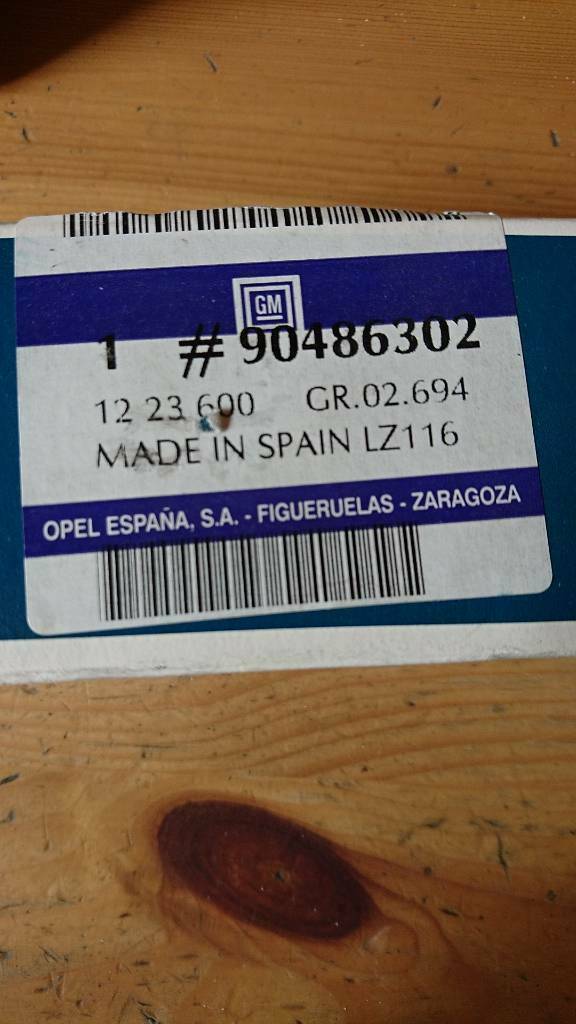 GM
1 #90486302
12 23 600 GR.02.694
MADE IN SPAIN LZ116
OPEL ESPAÑA, S.A. - FIGUERUELAS - ZARAGOZA